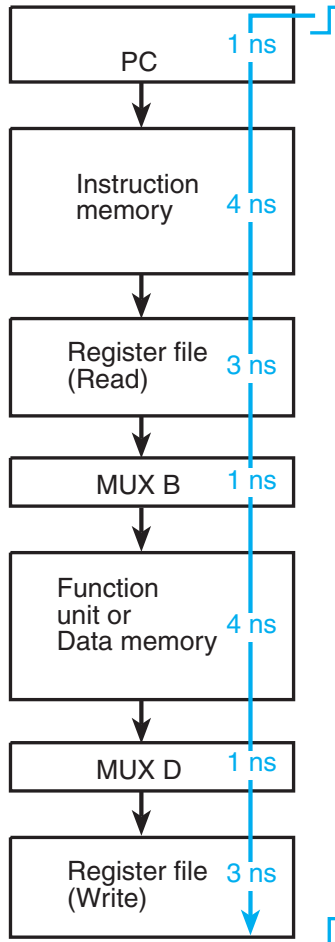 1 ns
PC
Instruction
memory
4 ns
Register file
(Read)
3 ns
MUX B
1 ns
Function
unit or
Data memory
4 ns
MUX D
1 ns
Register file
(Write)
3 ns